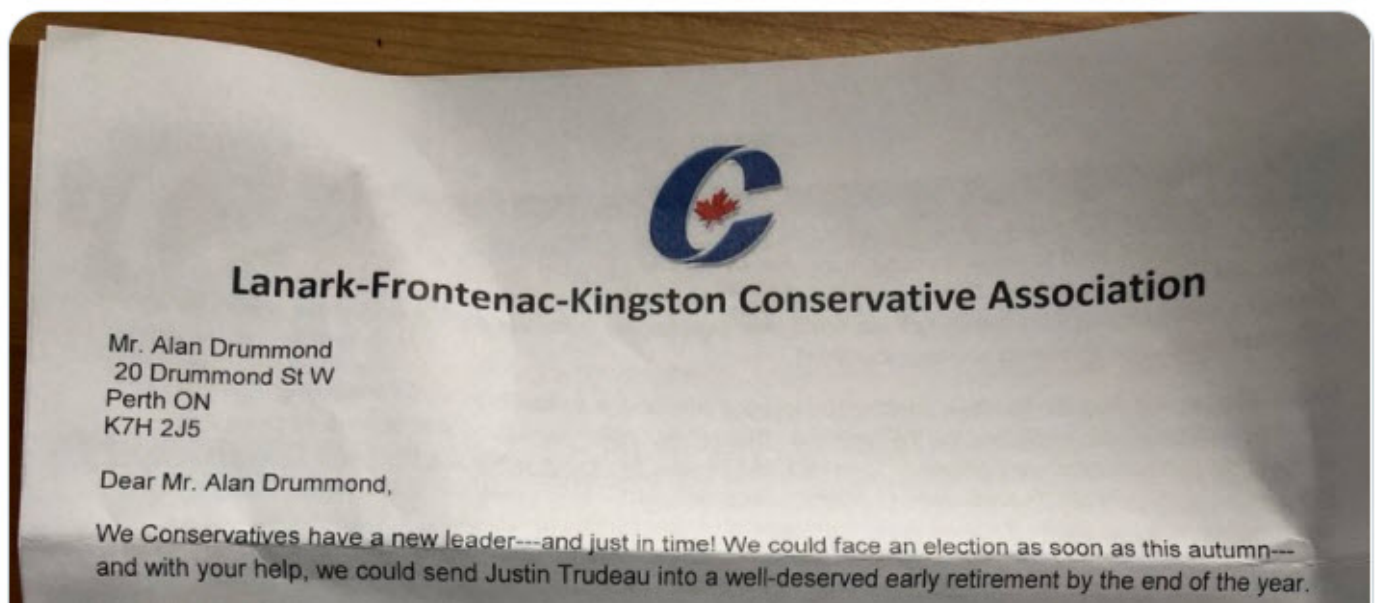 Lanark-Frontenac-Kingston Conservative Association
Mr. Alan Drummond
20 Drummond St W
Perth ON
K7H 2J5
Dear Mr. Alan Drummond,
We Conservatives have a new leader---and just in time! We could face an election as soon as this autumn---
and with your help, we could send Justin Trudeau into a well-deserved early retirement by the end of the year.